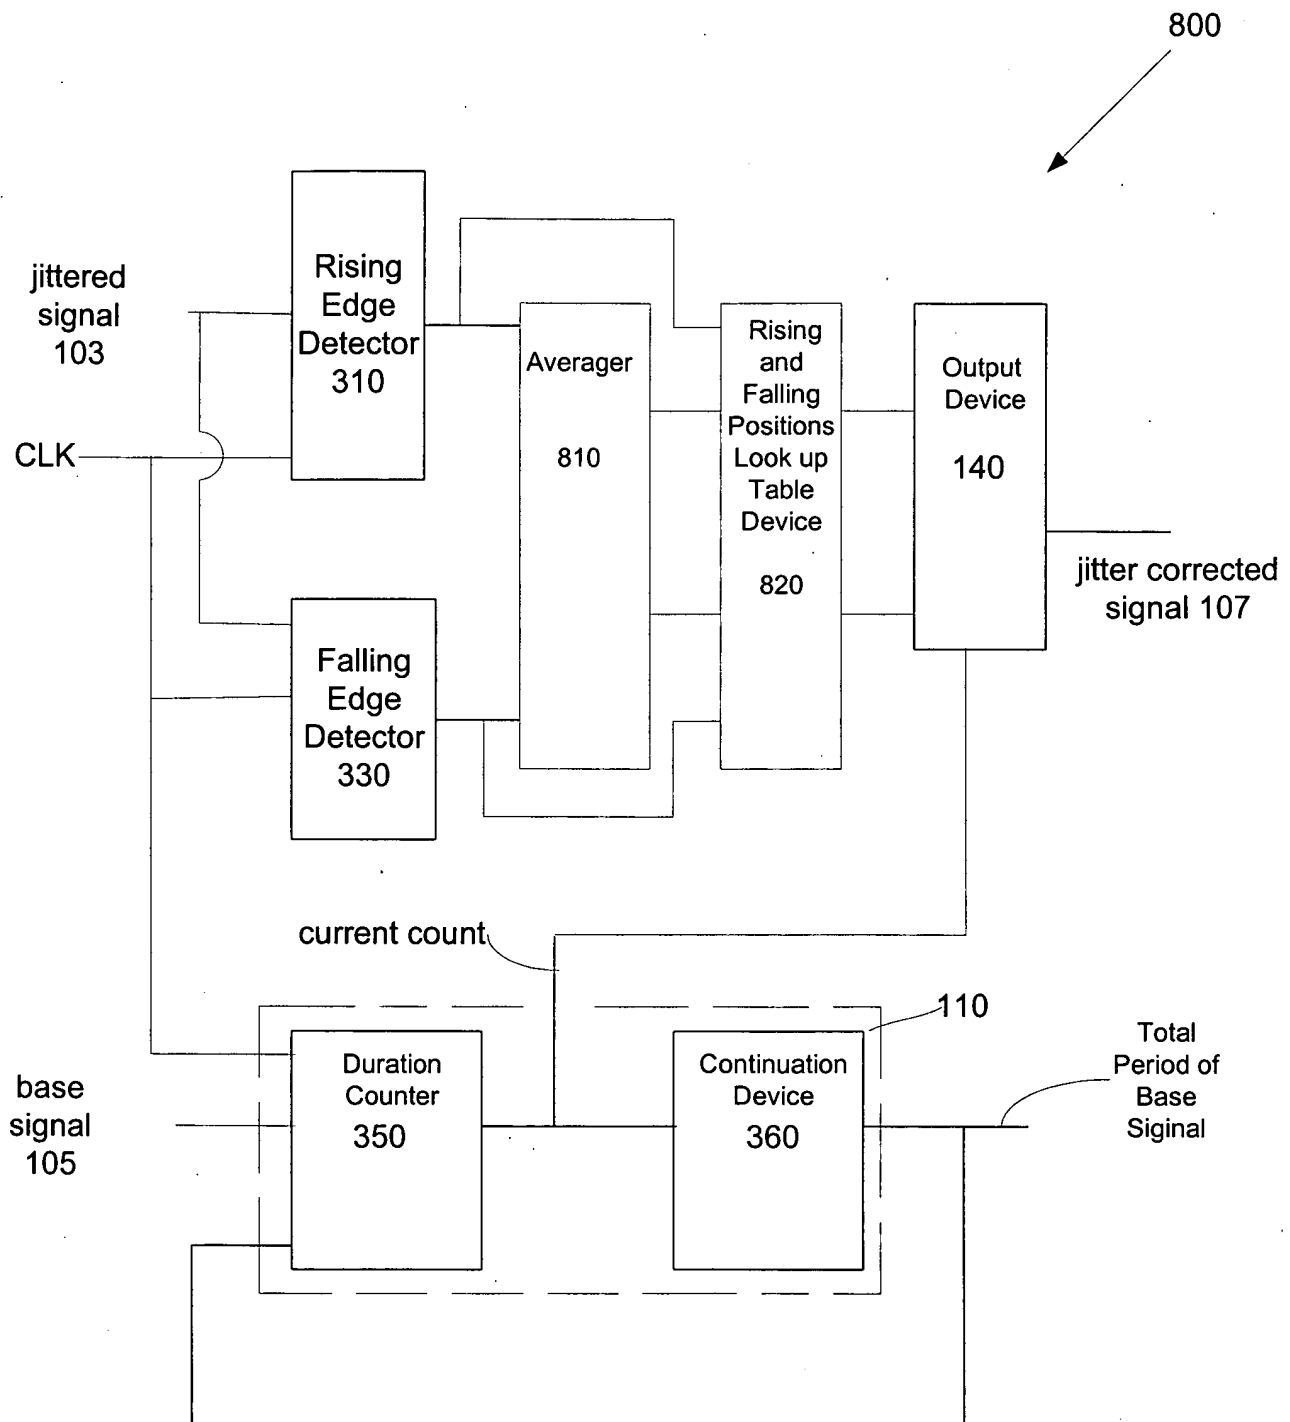 800
jittered
signal
103
CLK
Rising
Edge
Detector
310
Averager
810
Rising
and
Falling
Positions
Look up
Table
Device
820
Output
Device
140
jitter corrected
signal 107
Falling
Edge
Detector
330
current count
110
base
signal
105
Duration
Counter
350
Continuation
Device
360
Total
Period of
Base
Siginal